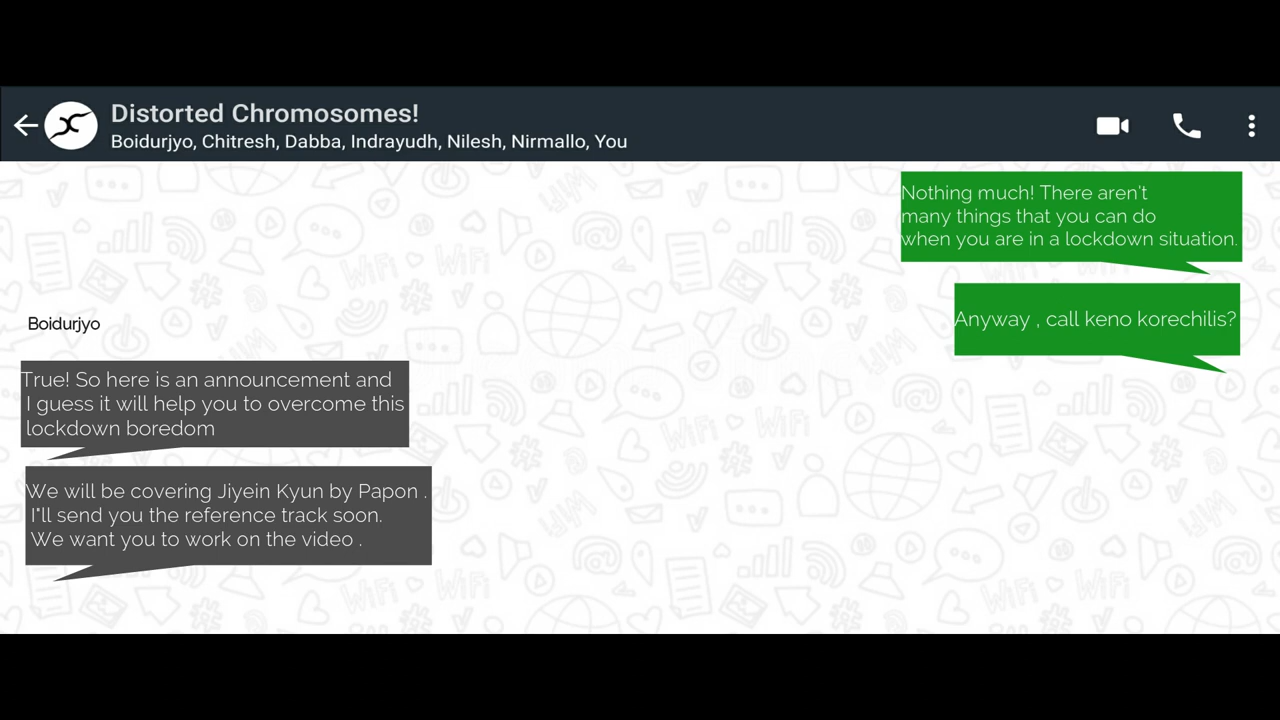 Distorted Chromosomes!
Boidurjyo, Chitresh, Dabba, Indrayudh, Nilesh, Nirmallo, You
Nothing much! There aren't
many things that you can do
when you are in a lockdown situation.
Anyway , call keno korechilis?
Boidurjyo
True! So here is an announcement and
I guess it will help you to overcome this
lockdown boredom
We will be covering Jiyein Kyun by Papon .
I"ll send you the reference track soon.
We want you to work on the video .